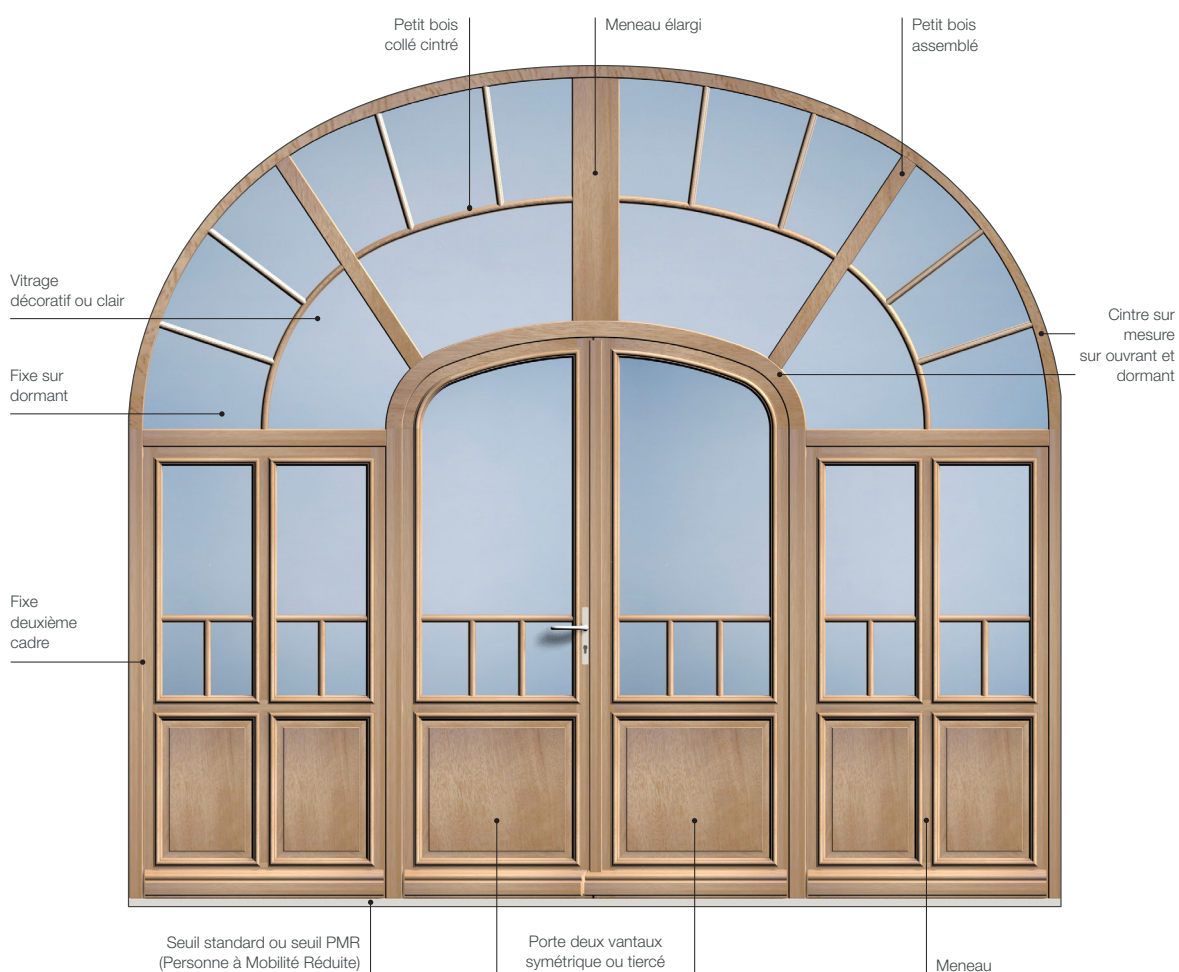 Petit bois
collé cintré
Meneau élargi
Petit bois
assemblé
Vitrage
décoratif ou clair
Cintre sur
mesure
sur ouvrant et
dormant
Fixe sur
dormant
Fixe
deuxième
cadre
Seuil standard ou seuil PMR
(Personne à Mobilité Réduite)
Porte deux vantaux
symétrique ou tiercé
Meneau